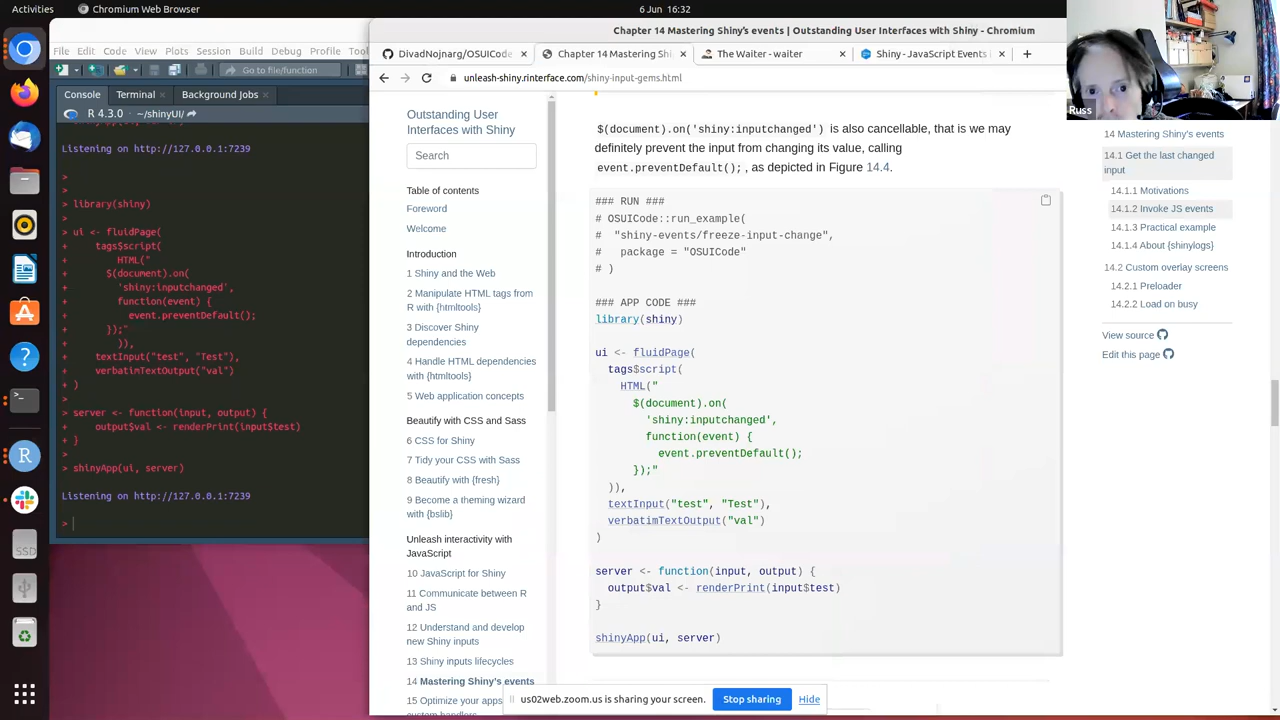 Activities
Chromium Web Browser
6 Jun 16:32
File Edit Code View Plots Session Build Debug Profile Tools
Go to file/function
Console Terminal × Background Jobs ×
R 4.3.0 · ~/shinyUI/
Listening on http://127.0.0.1:7239
>
>
> library(shiny)
>
> ui <- fluidPage(
+ tags$script(
+ HTML("
+ $(document).on(
+ 'shiny:inputchanged',
+ function(event) {
+ event.preventDefault();
+ });"
+ )),
+ textInput("test", "Test"),
+ verbatimTextOutput("val")
+ )
>
> server <- function(input, output) {
+ output$val <- renderPrint(input$test)
+ }
>
> shinyApp(ui, server)
Listening on http://127.0.0.1:7239
>
SSD
Chapter 14 Mastering Shiny's events | Outstanding User Interfaces with Shiny - Chromium
DivadNojnarg/OSUICode ×
Chapter 14 Mastering Shi ×
The Waiter - waiter ×
Shiny - JavaScript Events i ×
unleash-shiny.rinterface.com/shiny-input-gems.html
Outstanding User
Interfaces with Shiny
Search
Table of contents
Foreword
Welcome
Introduction
1 Shiny and the Web
2 Manipulate HTML tags from
R with {htmltools}
3 Discover Shiny
dependencies
4 Handle HTML dependencies
with {htmltools}
5 Web application concepts
Beautify with CSS and Sass
6 CSS for Shiny
7 Tidy your CSS with Sass
8 Beautify with {fresh}
9 Become a theming wizard
with {bslib}
Unleash interactivity with
JavaScript
10 JavaScript for Shiny
11 Communicate between R
and JS
12 Understand and develop
new Shiny inputs
13 Shiny inputs lifecycles
14 Mastering Shiny's events
15 Optimize your apps
custom handlers
$(document).on('shiny:inputchanged') is also cancellable, that is we may
definitely prevent the input from changing its value, calling
event.preventDefault(); , as depicted in Figure 14.4.
### RUN ###
# OSUICode::run_example(
# "shiny-events/freeze-input-change",
# package = "OSUICode"
# )
### APP CODE ###
library(shiny)
ui <- fluidPage(
tags$script(
HTML("
$(document).on(
'shiny:inputchanged',
function(event) {
event.preventDefault();
});"
)),
textInput("test", "Test"),
verbatimTextOutput("val")
)
server <- function(input, output) {
output$val <- renderPrint(input$test)
}
shinyApp(ui, server)
Russ
14 Mastering Shiny's events
14.1 Get the last changed
input
14.1.1 Motivations
14.1.2 Invoke JS events
14.1.3 Practical example
14.1.4 About {shinylogs}
14.2 Custom overlay screens
14.2.1 Preloader
14.2.2 Load on busy
View source
Edit this page
us02web.zoom.us is sharing your screen.
Stop sharing
Hide